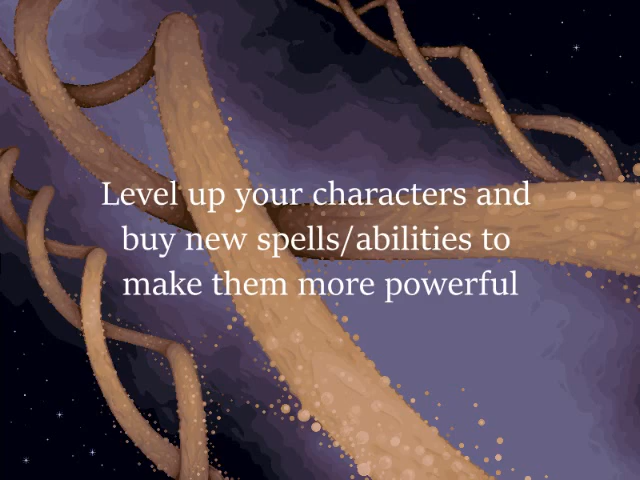 Level up your characters and
buy new spells/abilities to
make them more powerful